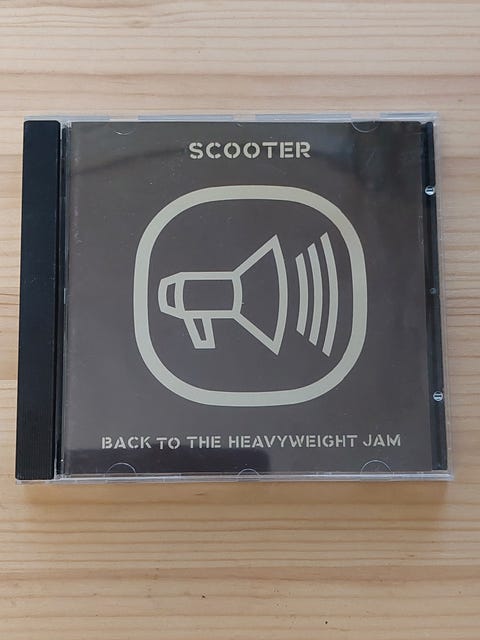 SCOOTER
BACK TO THE HEAVYWEIGHT JAM